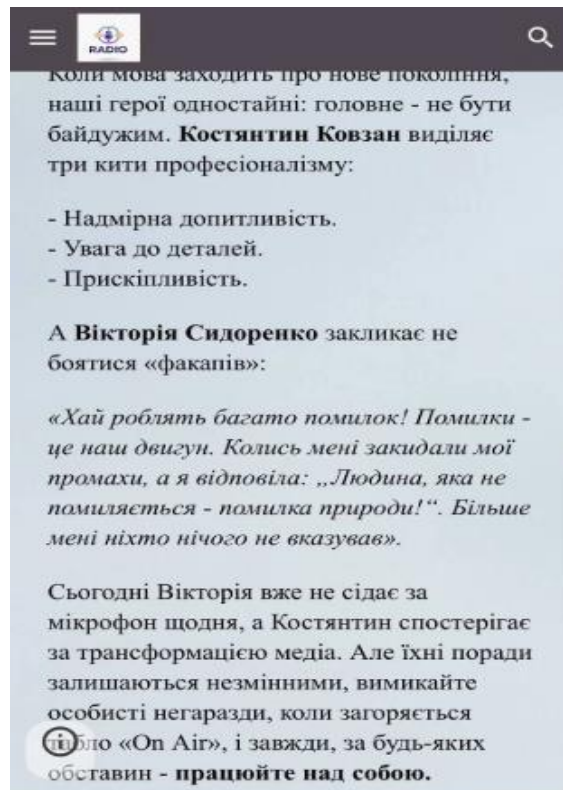 RADIO
Коли мова заходить про нове покоління,
наші герої одностайні: головне - не бути
байдужим. Костянтин Ковзан виділяє
три кити професіоналізму:
- Надмірна допитливість.
- Увага до деталей.
- Прискіпливість.
А Вікторія Сидоренко закликає не
боятися «факапів»:
«Хай роблять багато помилок! Помилки -
це наш двигун. Колись мені закидали мої
промахи, а я відповіла: „Людина, яка не
помиляється - помилка природи!“. Більше
мені ніхто нічого не вказував».
Сьогодні Вікторія вже не сідає за
мікрофон щодня, а Костянтин спостерігає
за трансформацією медіа. Але їхні поради
залишаються незмінними, вимикайте
особисті негаразди, коли загоряється
табло «On Air», і завжди, за будь-яких
обставин - працюйте над собою.